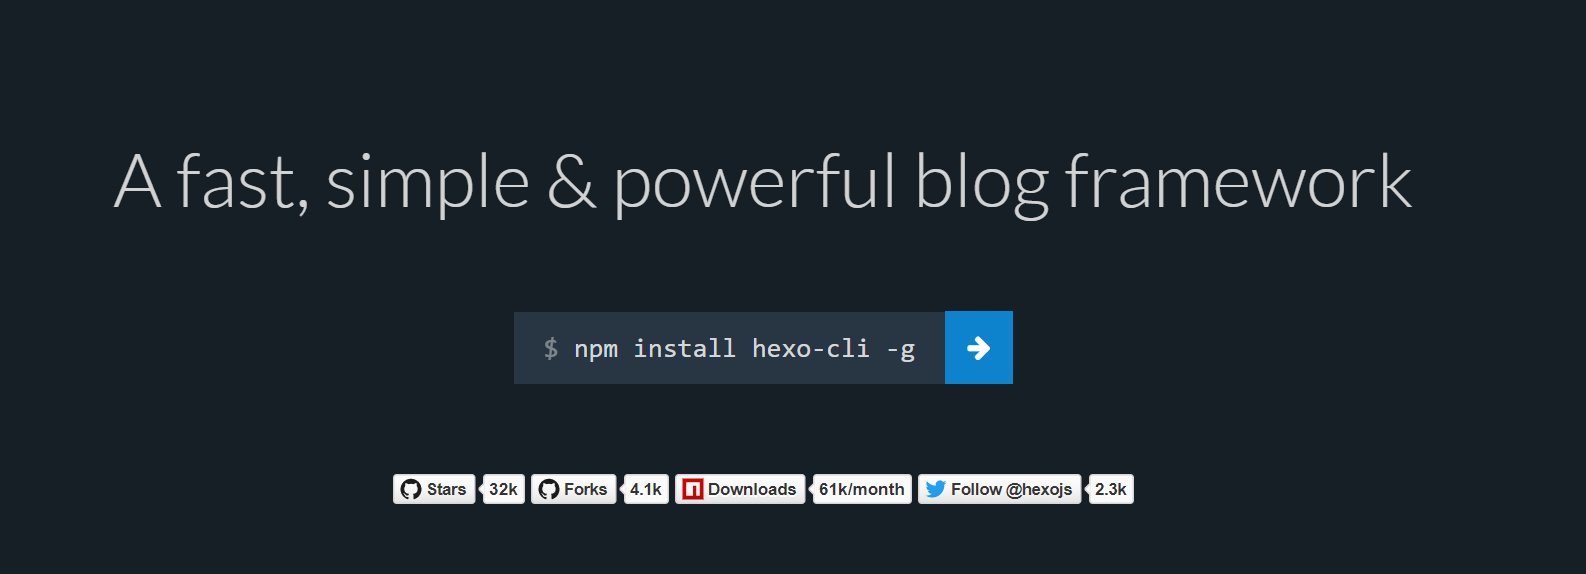 A fast, simple & powerful blog framework
$ npm install hexo-cli -g
Stars 32k Forks 4.1k Downloads 61k/month Follow @hexojs 2.3k